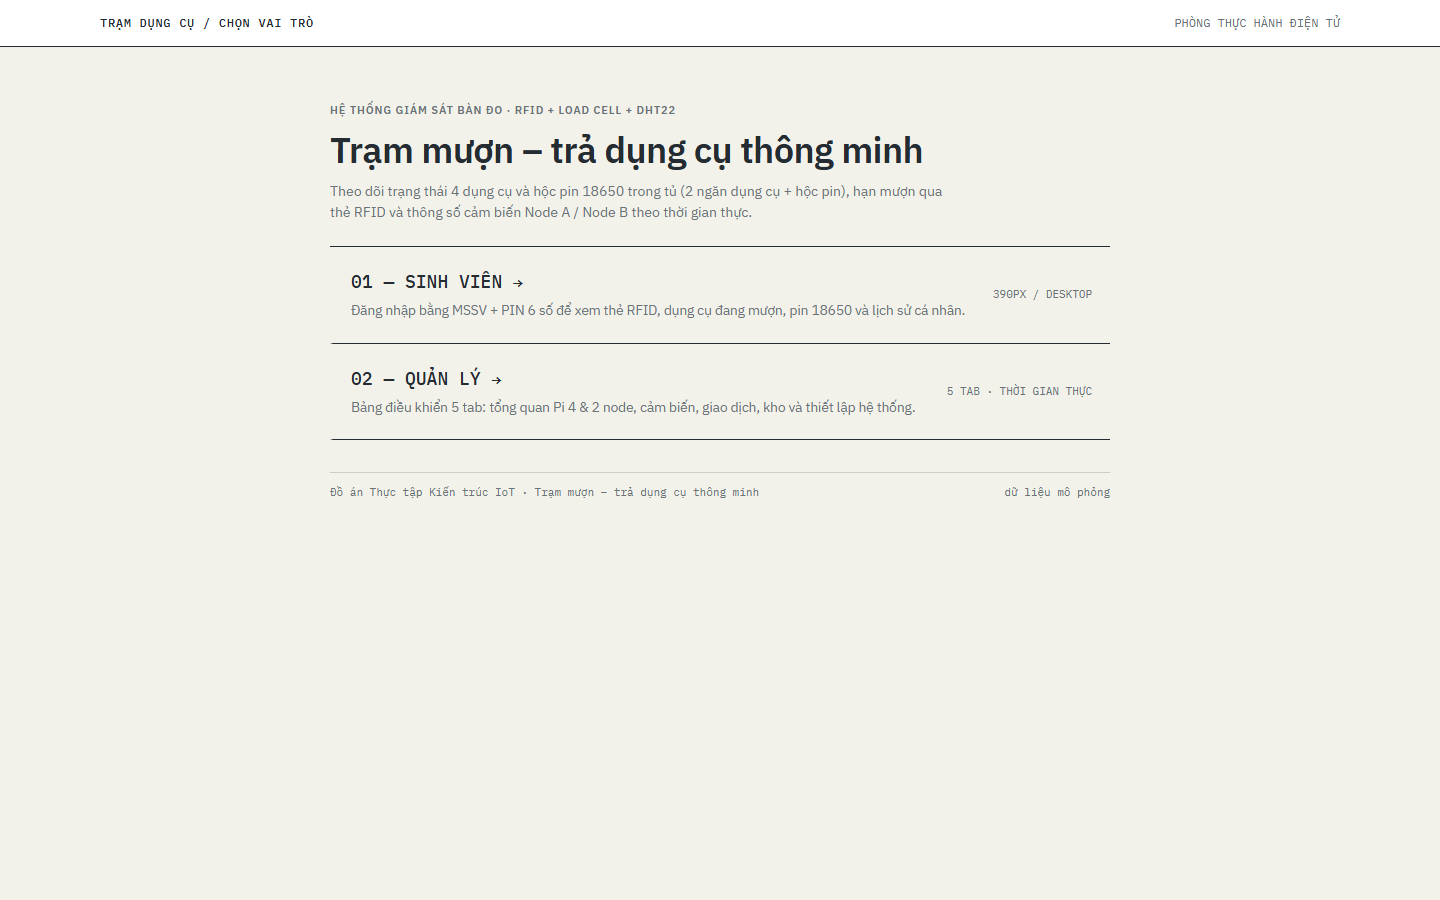 TRẠM DỤNG CỤ / CHỌN VAI TRÒ
PHÒNG THỰC HÀNH ĐIỆN TỬ
HỆ THỐNG GIÁM SÁT BÀN ĐO · RFID + LOAD CELL + DHT22
Trạm mượn – trả dụng cụ thông minh
Theo dõi trạng thái 4 dụng cụ và hộc pin 18650 trong tủ (2 ngăn dụng cụ + hộc pin), hạn mượn qua
thẻ RFID và thông số cảm biến Node A / Node B theo thời gian thực.
01 — SINH VIÊN →
390PX / DESKTOP
Đăng nhập bằng MSSV + PIN 6 số để xem thẻ RFID, dụng cụ đang mượn, pin 18650 và lịch sử cá nhân.
02 — QUẢN LÝ →
5 TAB · THỜI GIAN THỰC
Bảng điều khiển 5 tab: tổng quan Pi 4 & 2 node, cảm biến, giao dịch, kho và thiết lập hệ thống.
Đồ án Thực tập Kiến trúc IoT · Trạm mượn – trả dụng cụ thông minh
dữ liệu mô phỏng